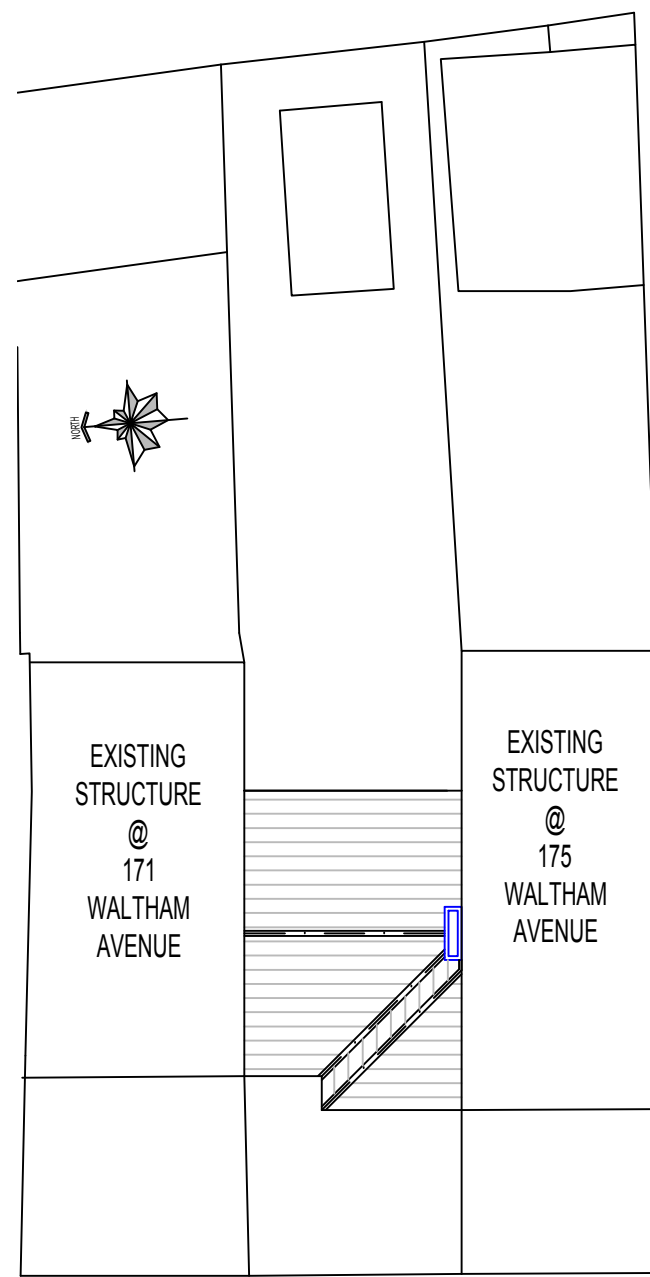 NORTH
EXISTING
STRUCTURE
@
171
WALTHAM
AVENUE
EXISTING
STRUCTURE
@
175
WALTHAM
AVENUE